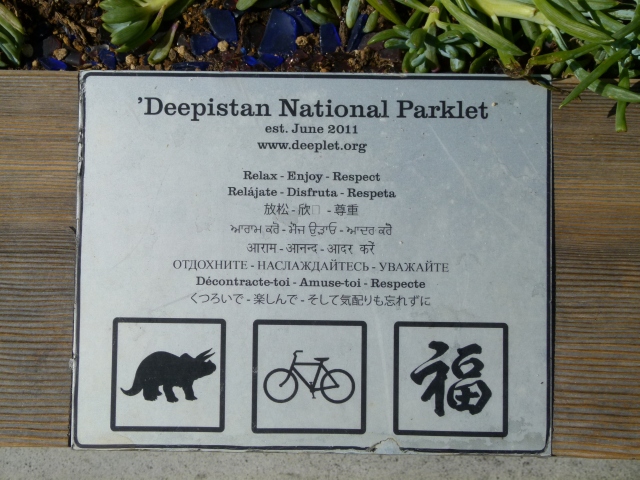 'Deepistan National Parklet
est. June 2011
www.deeplet.org
Relax - Enjoy - Respect
Relájate - Disfruta - Respeta
放松 - 欣□ - 尊重
ਆਰਾਮ ਕਰੋ - ਮੌਜ ਉੜਾਓ - ਆਦਰ ਕਰੋ
आराम - आनन्द - आदर करें
ОТДОХНИТЕ - НАСЛАЖДАЙТЕСЬ - УВАЖАЙТЕ
Décontracte-toi - Amuse-toi - Respecte
くつろいで - 楽しんで - そして気配りも忘れずに
福